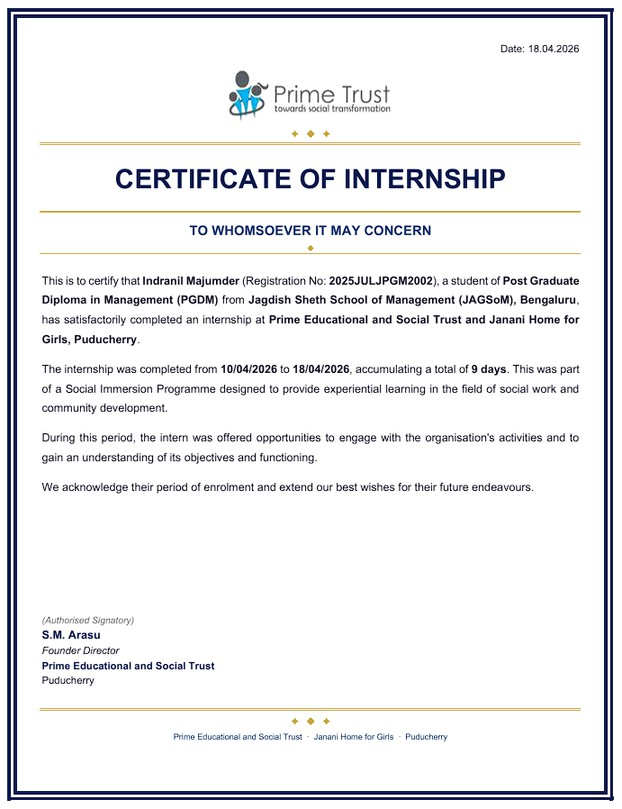 Date: 18.04.2026
Prime Trust
towards social transformation
CERTIFICATE OF INTERNSHIP
TO WHOMSOEVER IT MAY CONCERN
This is to certify that Indranil Majumder (Registration No: 2025JULJPGM2002), a student of Post Graduate
Diploma in Management (PGDM) from Jagdish Sheth School of Management (JAGSoM), Bengaluru,
has satisfactorily completed an internship at Prime Educational and Social Trust and Janani Home for
Girls, Puducherry.
The internship was completed from 10/04/2026 to 18/04/2026, accumulating a total of 9 days. This was part
of a Social Immersion Programme designed to provide experiential learning in the field of social work and
community development.
During this period, the intern was offered opportunities to engage with the organisation's activities and to
gain an understanding of its objectives and functioning.
We acknowledge their period of enrolment and extend our best wishes for their future endeavours.
(Authorised Signatory)
S.M. Arasu
Founder Director
Prime Educational and Social Trust
Puducherry
Prime Educational and Social Trust · Janani Home for Girls · Puducherry